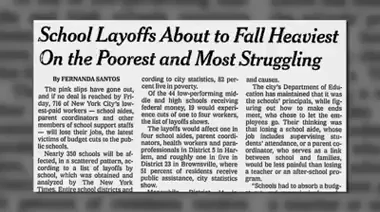 School Layoffs About to Fall Heaviest
On the Poorest and Most Struggling
By FERNANDA SANTOS
The pink slips have gone out,
and if no deal is reached by
Friday, 716 of New York City's low-
est-paid workers — school aides,
parent coordinators and other
members of school support staffs
— will lose their jobs, the latest
victims of budget cuts to the pub-
lic schools.
Nearly 350 schools will be af-
fected, in a scattered pattern, ac-
cording to a list of layoffs by
school, which was obtained and
analyzed by The New York
Times. Entire school districts and
cording to city statistics, 83 per-
cent live in poverty.
Of the 44 low-performing mid-
dle and high schools receiving
federal money, 19 would experi-
ence cuts of one to four workers,
the list of layoffs shows.
The layoffs would affect one in
four school aides, parent coordi-
nators, health workers and para-
professionals in District 5 in Har-
lem, and roughly one in five in
District 23 in Brownsville, where
51 percent of residents receive
public assistance, city statistics
show.
and causes.
The city's Department of Edu-
cation has maintained that it was
the schools' principals, while fig-
uring out how to make ends
meet, who chose to let the em-
ployees go. Their thinking was
that losing a school aide, whose
job includes supervising stu-
dents' attendance, or a parent co-
ordinator, who serves as a link
between a school and families,
would be less painful than losing
a teacher or an after-school pro-
gram.
"Schools had to absorb a budg-